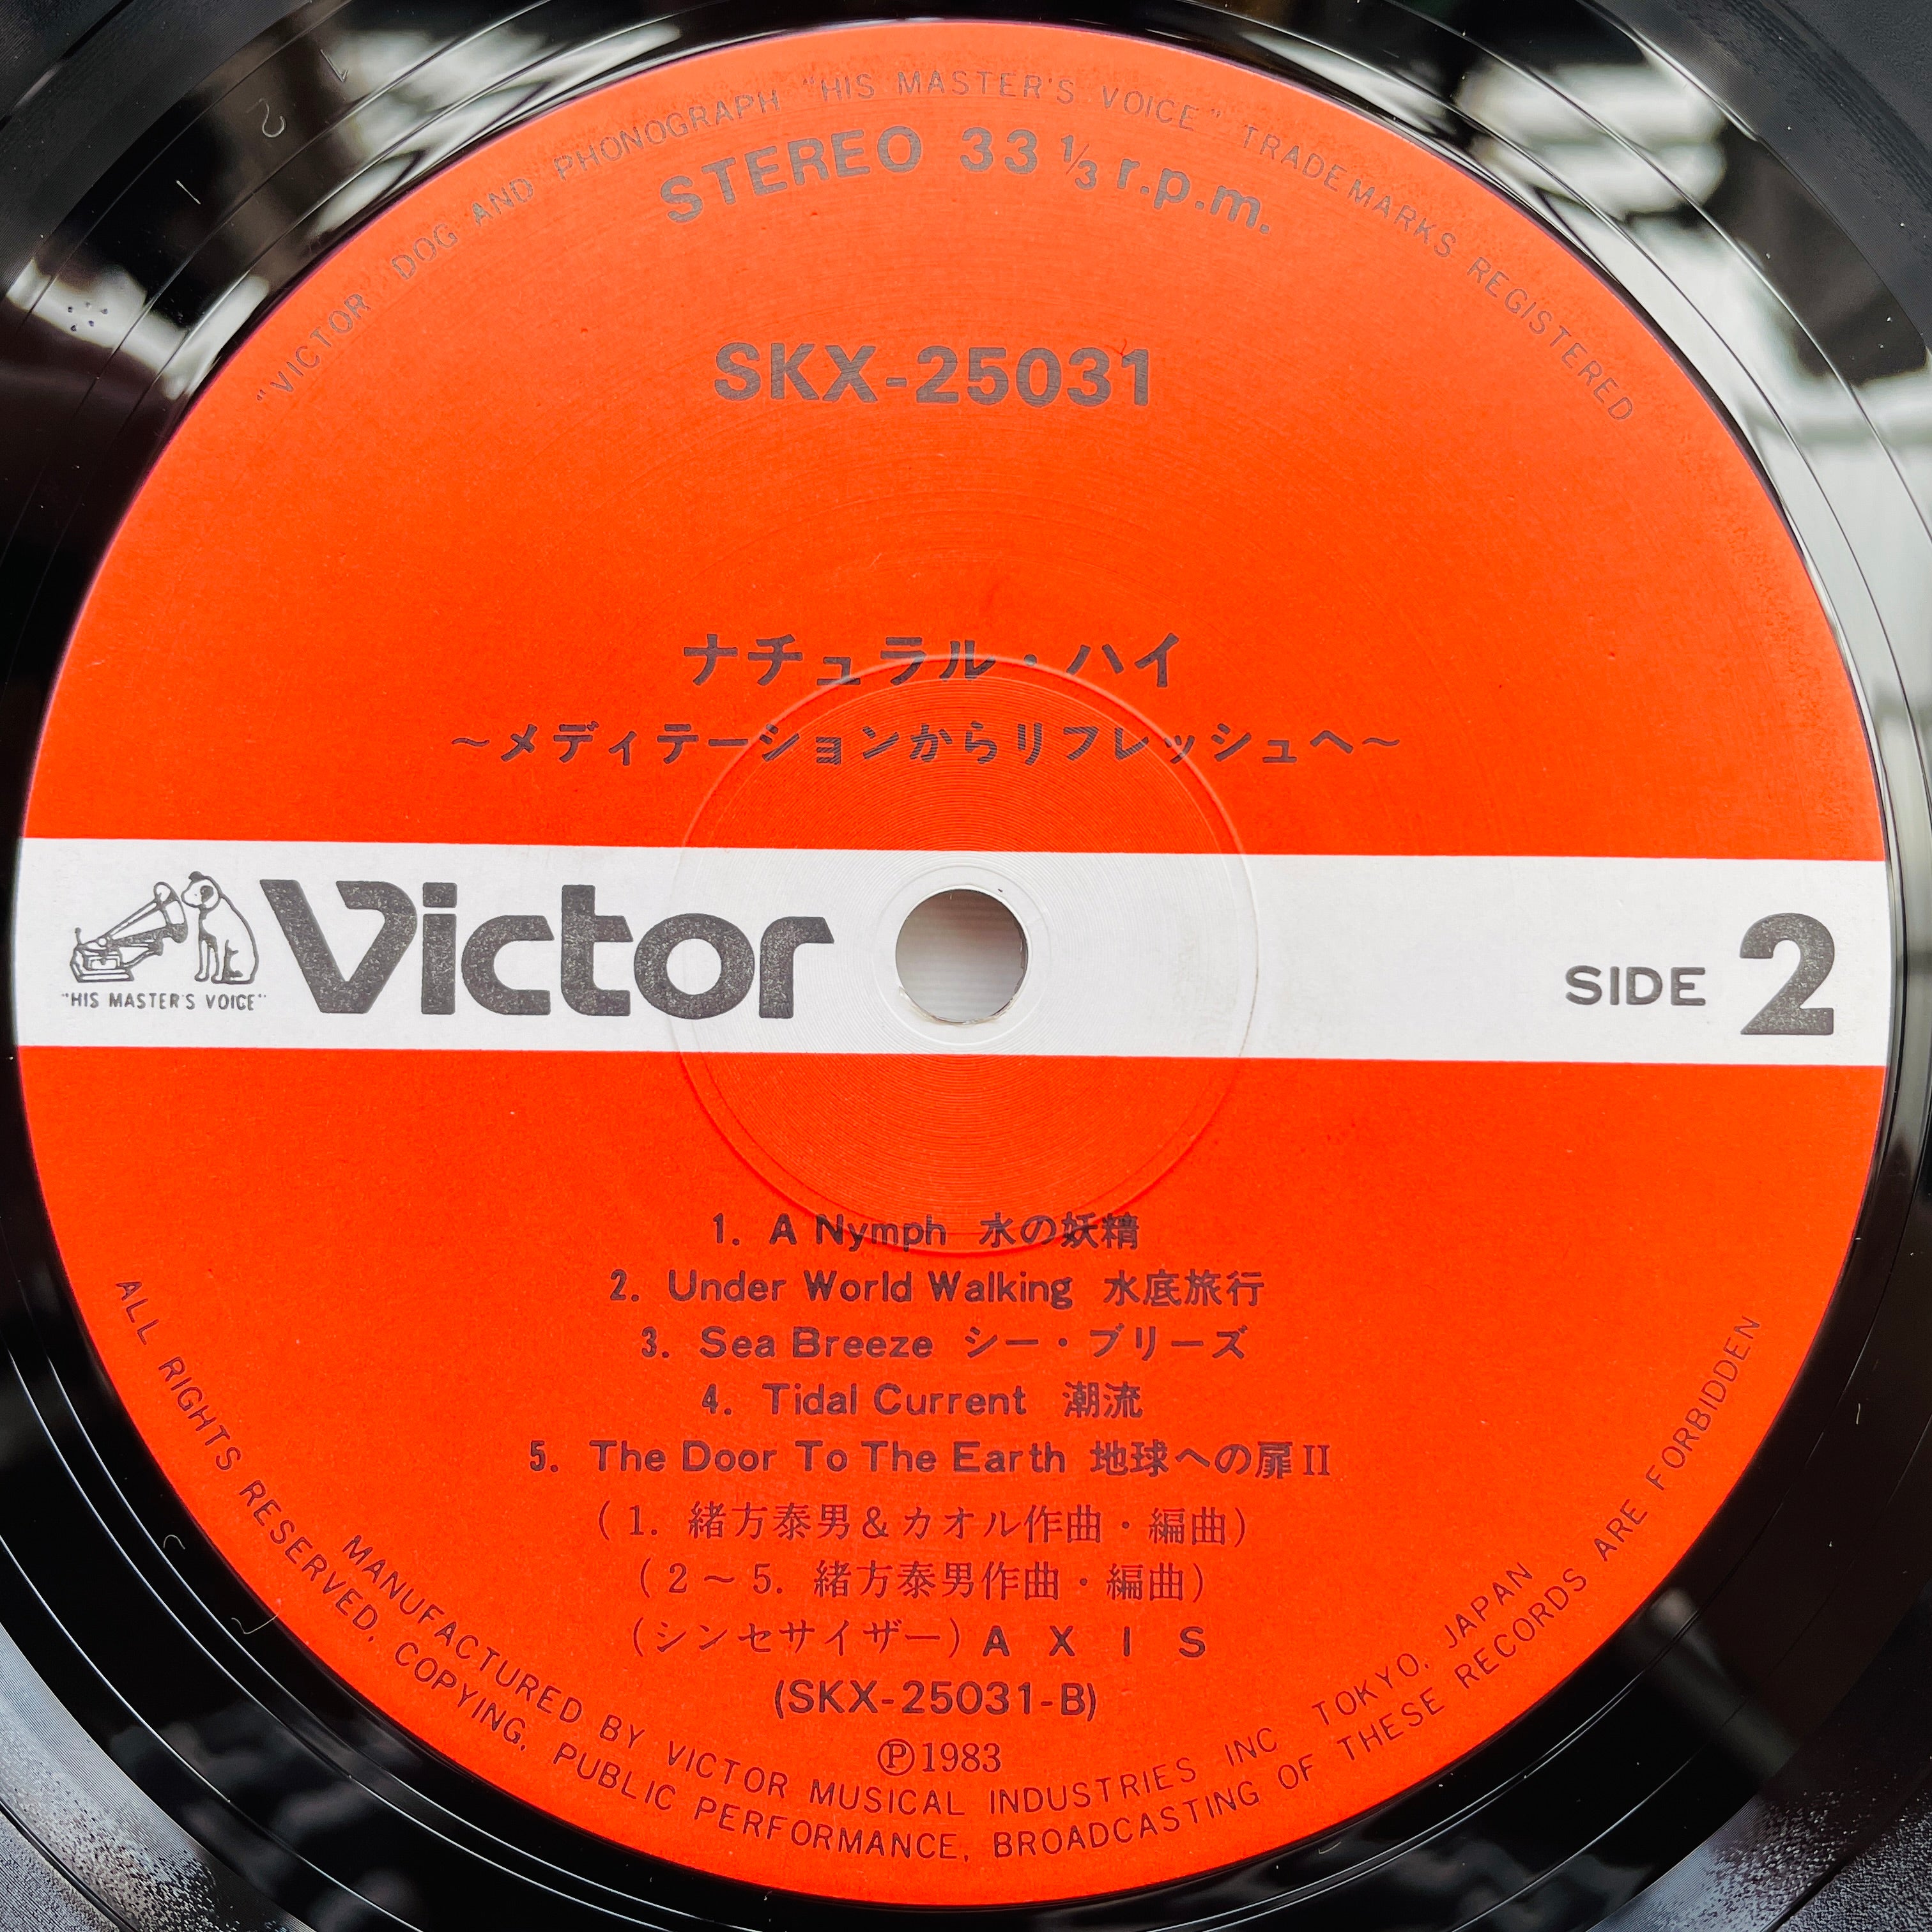 "VICTOR DOG AND PHONOGRAPH "HIS MASTER'S VOICE" TRADEMARKS REGISTERED
STEREO 33 1/3 r.p.m.
SKX-25031
ナチュラル・ハイ
～メディテーションからリフレッシュへ～
"HIS MASTER'S VOICE"
Victor
SIDE 2
1. A Nymph 水の妖精
2. Under World Walking 水底旅行
3. Sea Breeze シー・ブリーズ
4. Tidal Current 潮流
5. The Door To The Earth 地球への扉II
(1. 緒方泰男&カオル作曲・編曲)
(2～5. 緒方泰男作曲・編曲)
(シンセサイザー) AXIS
(SKX-25031-B)
Ⓟ1983
MANUFACTURED BY VICTOR MUSICAL INDUSTRIES INC TOKYO, JAPAN
ALL RIGHTS RESERVED, COPYING, PUBLIC PERFORMANCE, BROADCASTING OF THESE RECORDS ARE FORBIDDEN